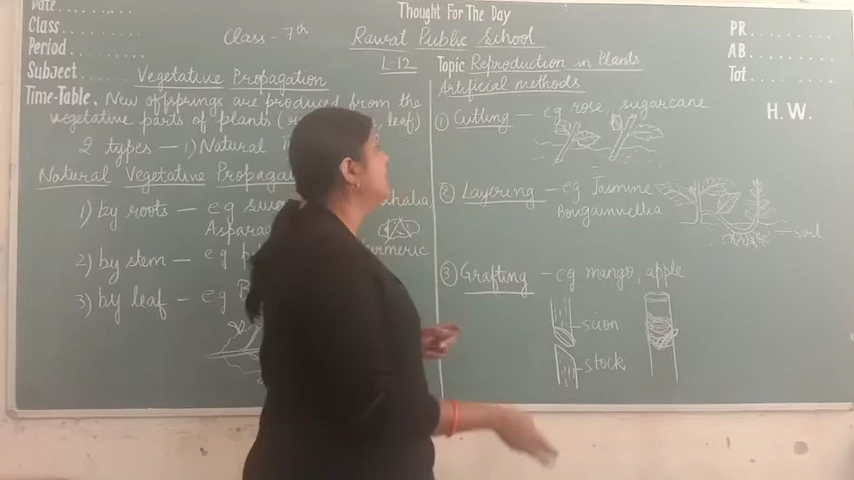 Thought For The Day
Date..........
Class.........
Class - 7th
Rawat Public School
Period..........
L-12
Subject......
Vegetative Propagation
Time-Table.
New offsprings are produced from the
vegetative parts of plants leaf)
2 types — 1) Natural
Natural Vegetative
1) by roots — eg
2) by stem — eg turmeric
3) by leaf — eg B
Topic Reproduction in Plants
Artificial methods
① Cutting — eg rose, sugarcane
② Layering — eg Jasmine
Bougainvellia
soil
③ Grafting — eg mango, apple
scion
stock
PR..........
AB..........
Tot..........
H.W.